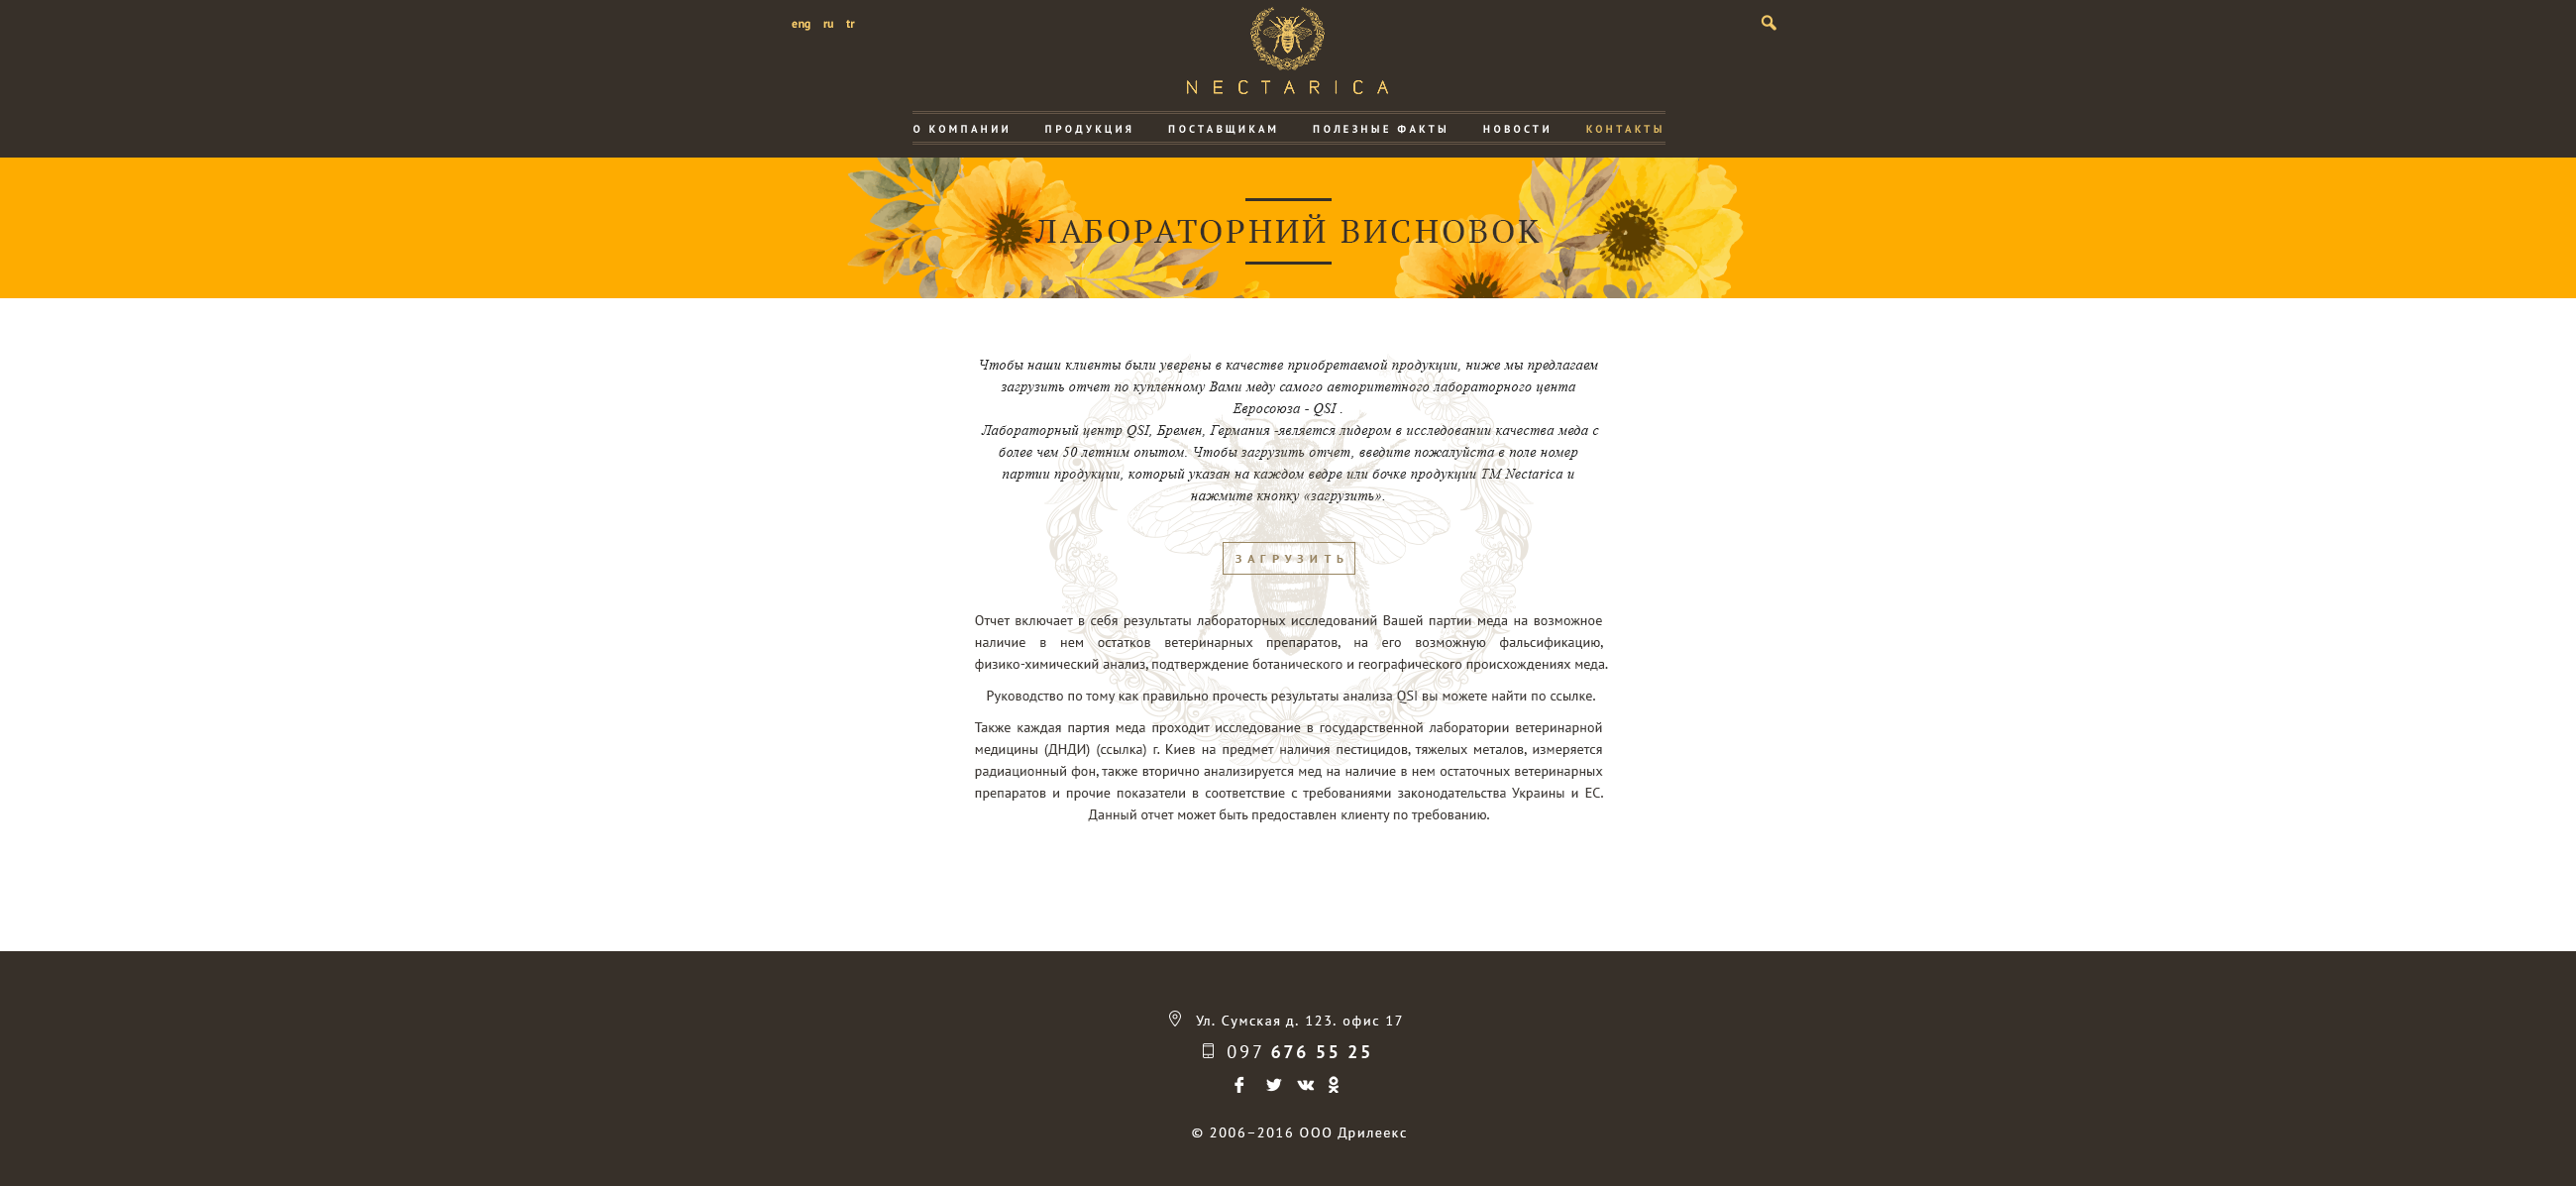 eng ru tr
NECTARICA
О КОМПАНИИ ПРОДУКЦИЯ ПОСТАВЩИКАМ ПОЛЕЗНЫЕ ФАКТЫ НОВОСТИ КОНТАКТЫ
ЛАБОРАТОРНИЙ ВИСНОВОК
Чтобы наши клиенты были уверены в качестве приобретаемой продукции, ниже мы предлагаем
загрузить отчет по купленному Вами меду самого авторитетного лабораторного цента
Евросоюза - QSI .
Лабораторный центр QSI, Бремен, Германия -является лидером в исследовании качества меда с
более чем 50 летним опытом. Чтобы загрузить отчет, введите пожалуйста в поле номер
партии продукции, который указан на каждом ведре или бочке продукции ТМ Nectarica и
нажмите кнопку «загрузить».
ЗАГРУЗИТЬ
Отчет включает в себя результаты лабораторных исследований Вашей партии меда на возможное
наличие в нем остатков ветеринарных препаратов, на его возможную фальсификацию,
физико-химический анализ, подтверждение ботанического и географического происхождениях меда.
Руководство по тому как правильно прочесть результаты анализа QSI вы можете найти по ссылке.
Также каждая партия меда проходит исследование в государственной лаборатории ветеринарной
медицины (ДНДИ) (ссылка) г. Киев на предмет наличия пестицидов, тяжелых металов, измеряется
радиационный фон, также вторично анализируется мед на наличие в нем остаточных ветеринарных
препаратов и прочие показатели в соответствие с требованиями законодательства Украины и ЕС.
Данный отчет может быть предоставлен клиенту по требованию.
Ул. Сумская д. 123. офис 17
097 676 55 25
© 2006–2016 ООО Дрилеекс